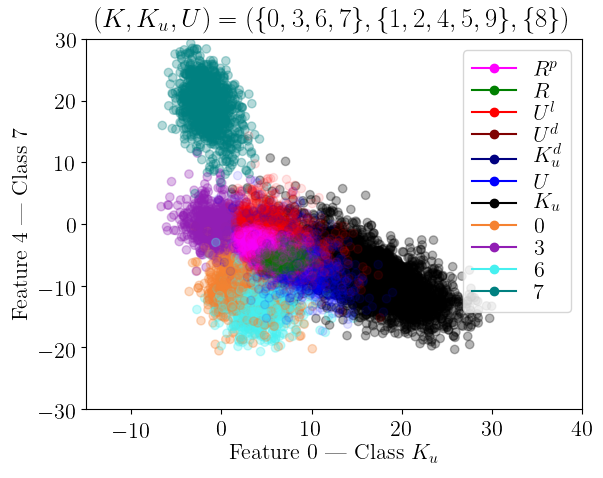 (K, K_u, U) = ({0, 3, 6, 7}, {1, 2, 4, 5, 9}, {8})
30
20
10
0
−10
−20
−30
Feature 4 — Class 7
R^p
R
U^l
U^d
K_u^d
U
K_u
0
3
6
7
−10
0
10
20
30
40
Feature 0 — Class K_u